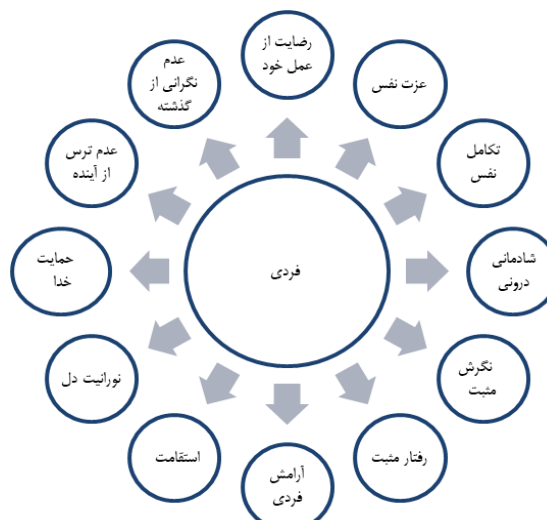 رضایت از
عمل خود
عزت نفس
تکامل
نفس
شادمانی
درونی
نگرش
مثبت
رفتار مثبت
آرامش
فردی
استقامت
نورانیت دل
حمایت
خدا
عدم ترس
از آینده
عدم
نگرانی از
گذشته
فردی